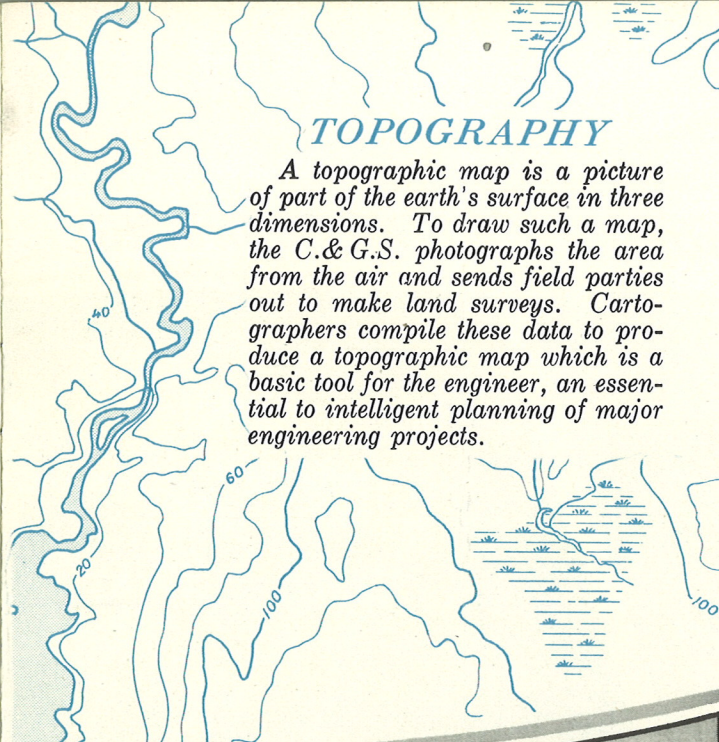 TOPOGRAPHY
A topographic map is a picture
of part of the earth's surface in three
dimensions. To draw such a map,
the C.& G.S. photographs the area
from the air and sends field parties
out to make land surveys. Carto-
graphers compile these data to pro-
duce a topographic map which is a
basic tool for the engineer, an essen-
tial to intelligent planning of major
engineering projects.
40
60
20
100
100